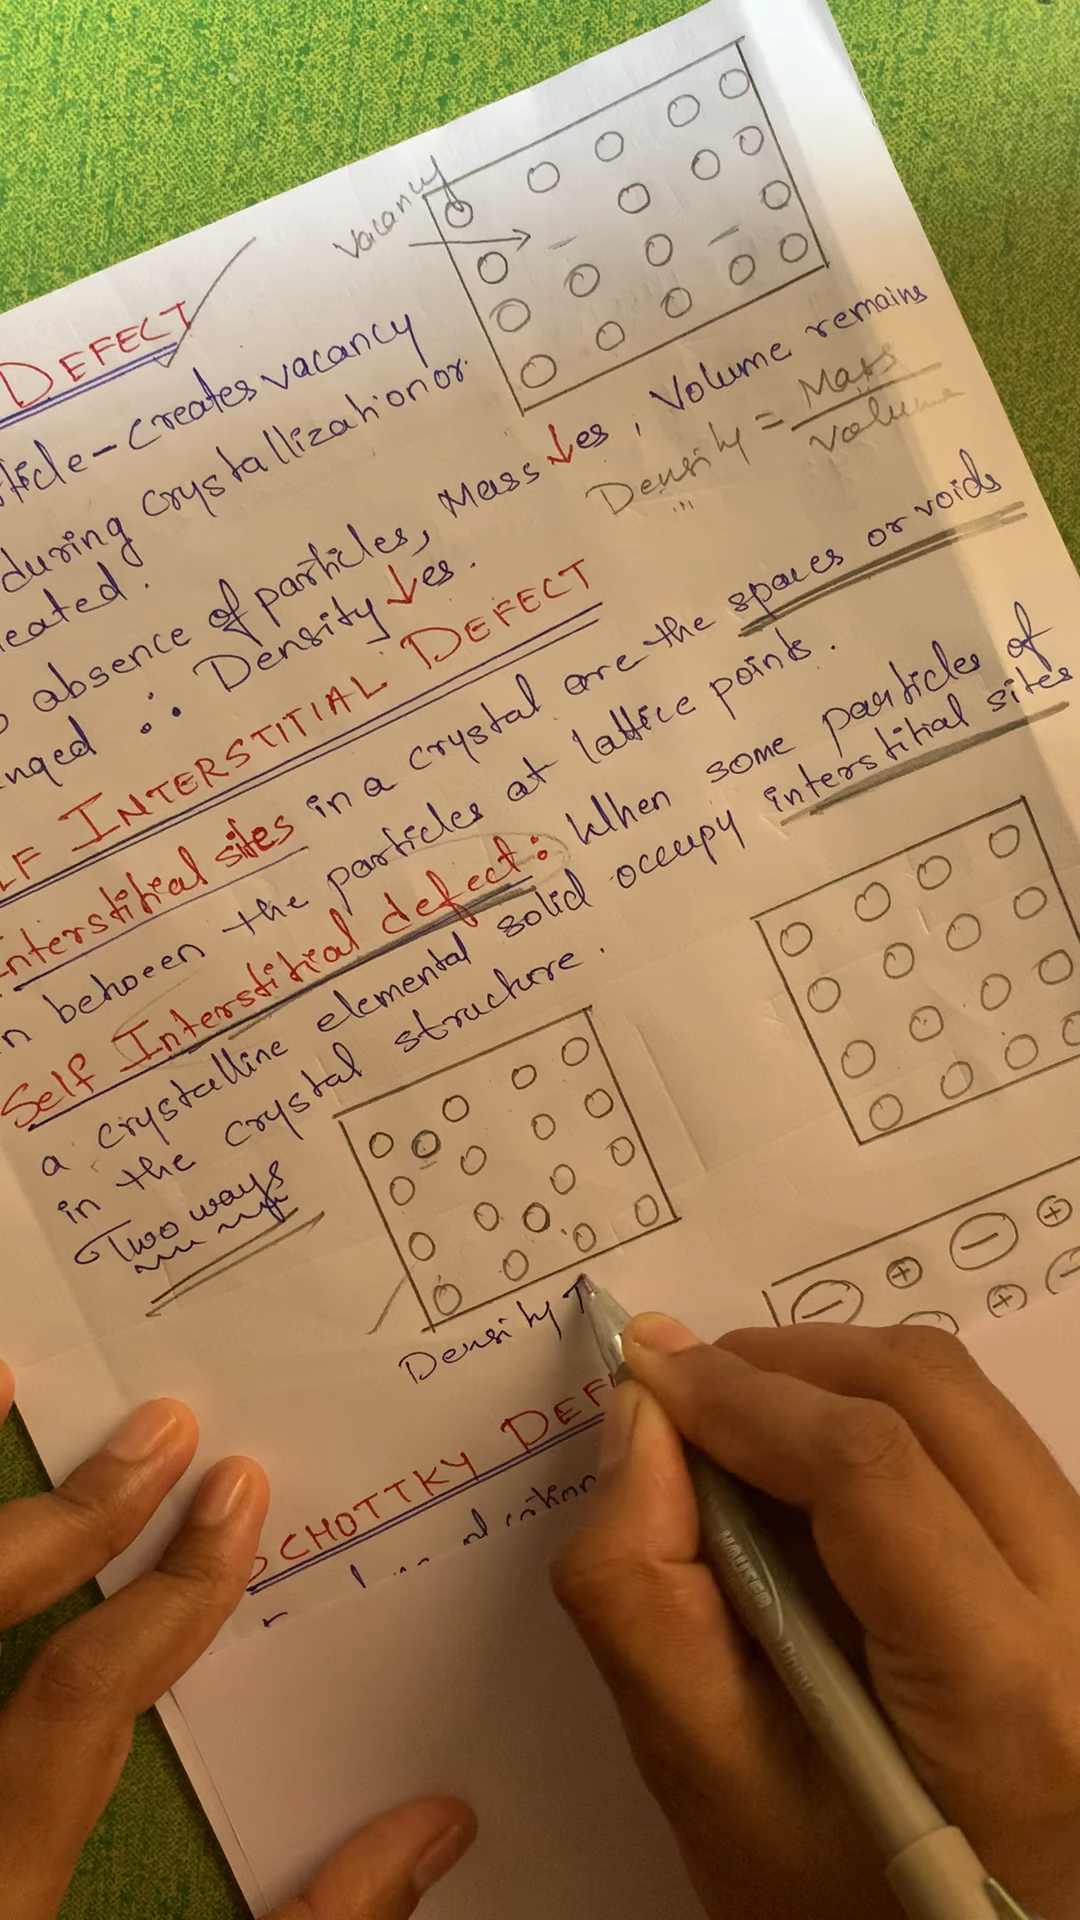 Vacancy
DEFECT
ticle-creates vacancy
during crystallization or
heated.
absence of particles, Mass ↓es, Volume remains
nged ∴ Density ↓es.
Density = Mass
Volume
LF INTERSTITIAL DEFECT
Interstitial sites in a crystal are the spaces or voids
in between the particles at lattice points.
Self Interstitial defect: When some particles of
a crystalline elemental solid occupy interstitial sites
in the crystal structure.
Two ways
Density
− + − +
+ −
SCHOTTKY DEF
HAUSER